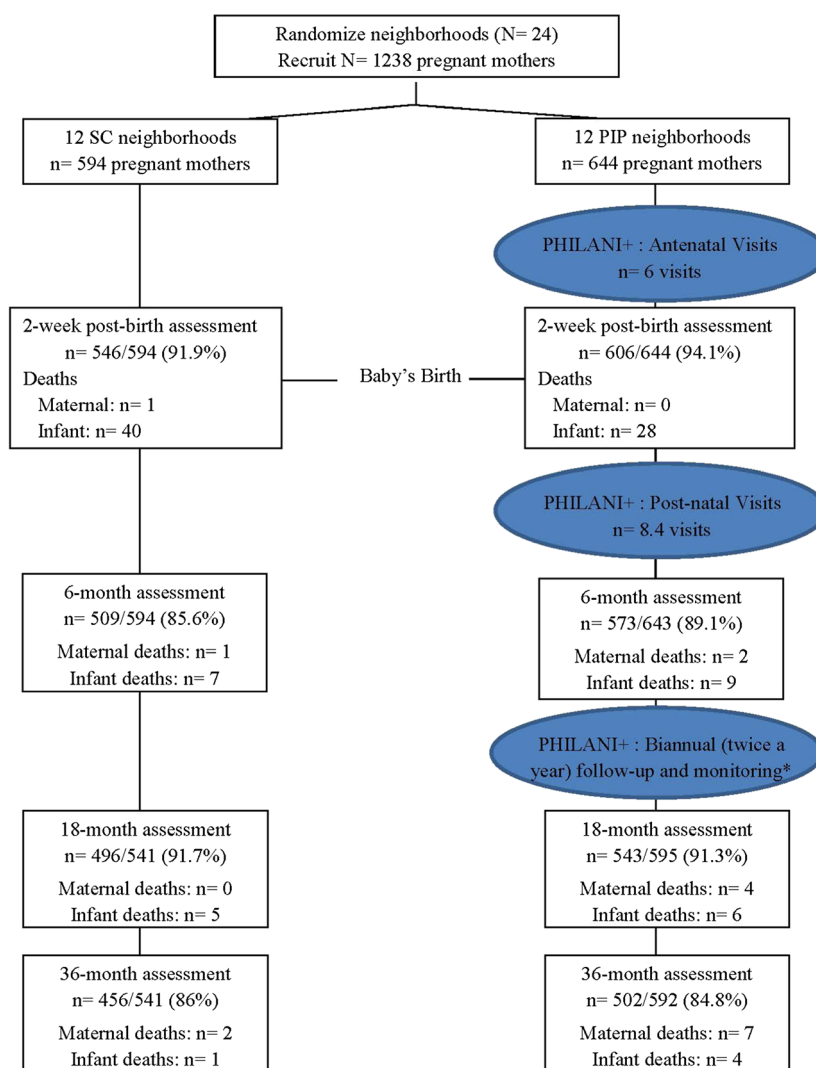 Randomize neighborhoods (N= 24)
Recruit N= 1238 pregnant mothers
12 SC neighborhoods
n= 594 pregnant mothers
12 PIP neighborhoods
n= 644 pregnant mothers
PHILANI+ : Antenatal Visits
n= 6 visits
2-week post-birth assessment
n= 546/594 (91.9%)
Deaths
Maternal: n= 1
Infant: n= 40
Baby’s Birth
2-week post-birth assessment
n= 606/644 (94.1%)
Deaths
Maternal: n= 0
Infant: n= 28
PHILANI+ : Post-natal Visits
n= 8.4 visits
6-month assessment
n= 509/594 (85.6%)
Maternal deaths: n= 1
Infant deaths: n= 7
6-month assessment
n= 573/643 (89.1%)
Maternal deaths: n= 2
Infant deaths: n= 9
PHILANI+ : Biannual (twice a
year) follow-up and monitoring*
18-month assessment
n= 496/541 (91.7%)
Maternal deaths: n= 0
Infant deaths: n= 5
18-month assessment
n= 543/595 (91.3%)
Maternal deaths: n= 4
Infant deaths: n= 6
36-month assessment
n= 456/541 (86%)
Maternal deaths: n= 2
Infant deaths: n= 1
36-month assessment
n= 502/592 (84.8%)
Maternal deaths: n= 7
Infant deaths: n= 4